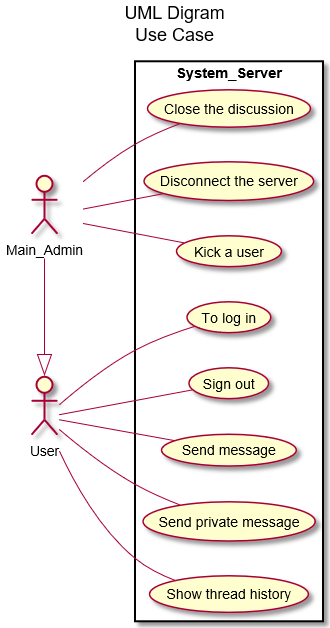 UML Digram
Use Case
System_Server
Close the discussion
Disconnect the server
Main_Admin
Kick a user
To log in
Sign out
User
Send message
Send private message
Show thread history